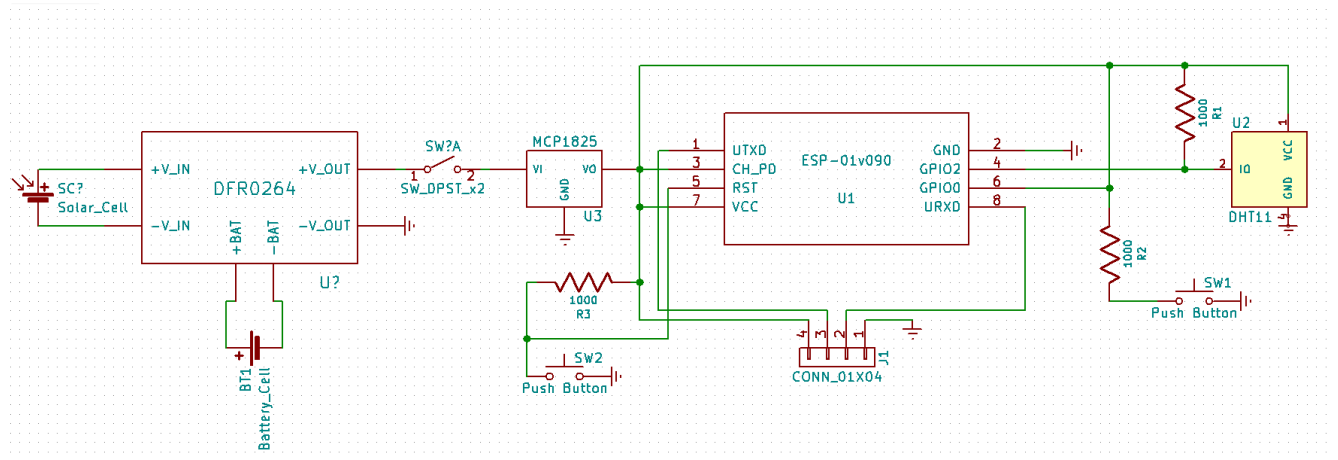 SC?
Solar_Cell
+V_IN
-V_IN
DFR0264
+V_OUT
-V_OUT
+BAT
-BAT
U?
+
+
BT1
Battery_Cell
SW?A
1
2
SW_DPST_x2
MCP1825
VI
VO
GND
U3
1000
R3
SW2
Push Button
1
3
5
7
UTXD
CH_PD
RST
VCC
ESP-01v090
U1
GND
GPIO2
GPIO0
URXD
2
4
6
8
4
3
2
1
J1
CONN_01X04
1000
R1
1000
R2
SW1
Push Button
U2
1
VCC
2
IO
GND
4
DHT11